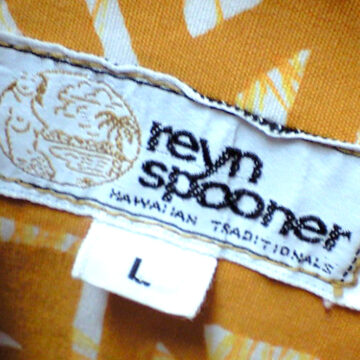 reyn
spooner
HAWAIIAN TRADITIONALS
L